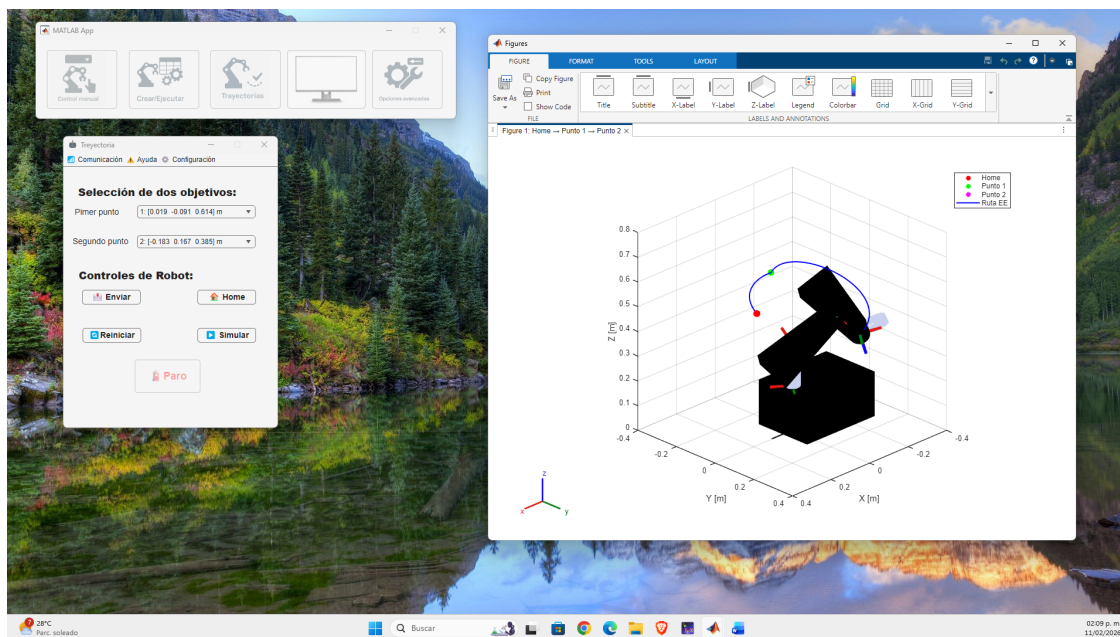 MATLAB App
Control manual
Crear/Ejecutar
Trayectorias
Opciones avanzadas
Treyectoria
Comunicación Ayuda Configuración
Selección de dos objetivos:
Pimer punto 1: [0.019 -0.091 0.614] m
Segundo punto 2: [-0.183 0.167 0.385] m
Controles de Robot:
Enviar Home
Reiniciar Simular
Paro
Figures
FIGURE FORMAT TOOLS LAYOUT
Save As
Copy Figure
Print
Show Code
Title Subtitle X-Label Y-Label Z-Label Legend Colorbar Grid X-Grid Y-Grid
FILE LABELS AND ANNOTATIONS
Figure 1: Home → Punto 1 → Punto 2
Home
Punto 1
Punto 2
Ruta EE
0.8
0.7
0.6
0.5
0.4
0.3
0.2
0.1
0
Z [m]
-0.4
-0.2
0
0.2
0.4
Y [m]
0.4
0.2
0
-0.2
-0.4
X [m]
z
x
y
7
28°C
Parc. soleado
Buscar
02:09 p. m